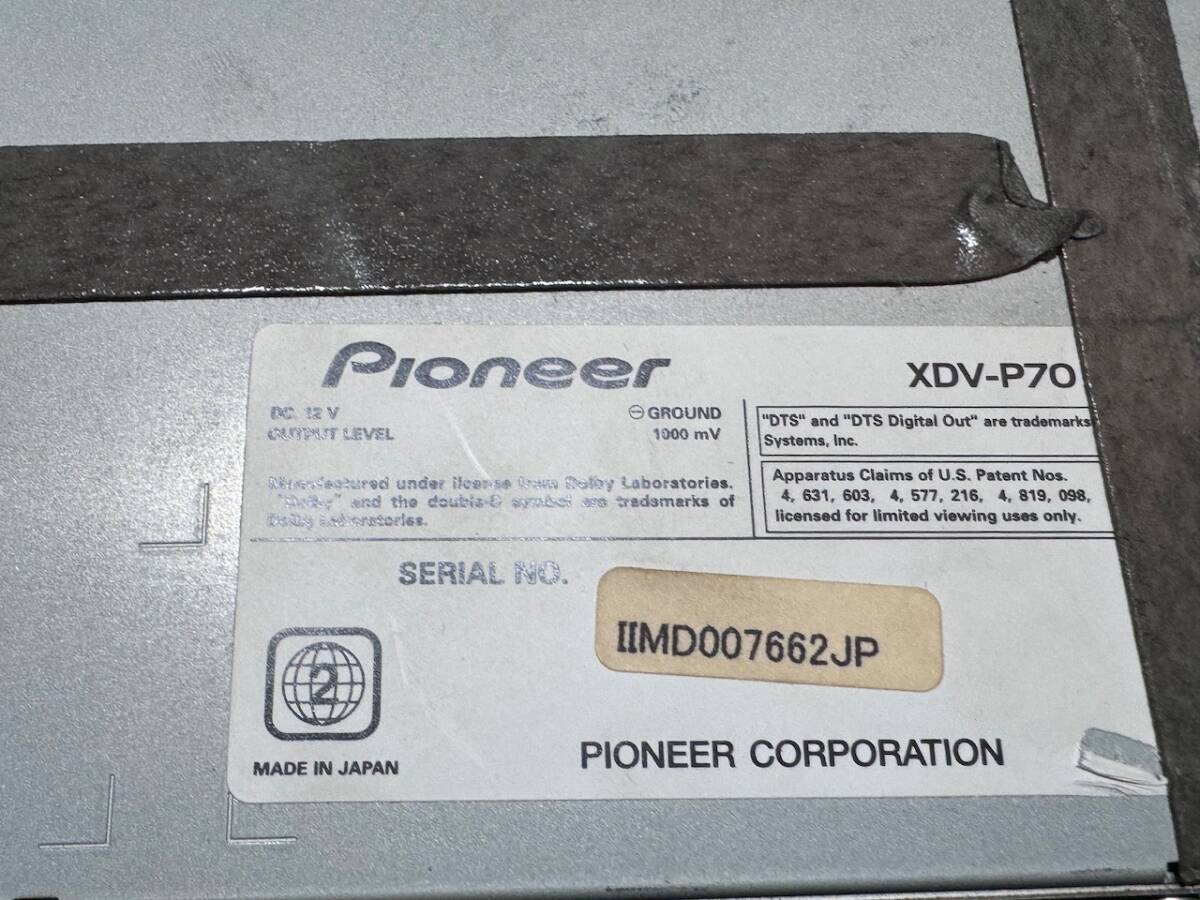 Pioneer
XDV-P70
DC. 12 V
⊖ GROUND
OUTPUT LEVEL
1000 mV
"DTS" and "DTS Digital Out" are trademarks
Systems, Inc.
Manufactured under license from Dolby Laboratories.
"Dolby" and the double-D symbol are trademarks of
Dolby Laboratories.
Apparatus Claims of U.S. Patent Nos.
4, 631, 603, 4, 577, 216, 4, 819, 098,
licensed for limited viewing uses only.
SERIAL NO.
IIMD007662JP
2
MADE IN JAPAN
PIONEER CORPORATION